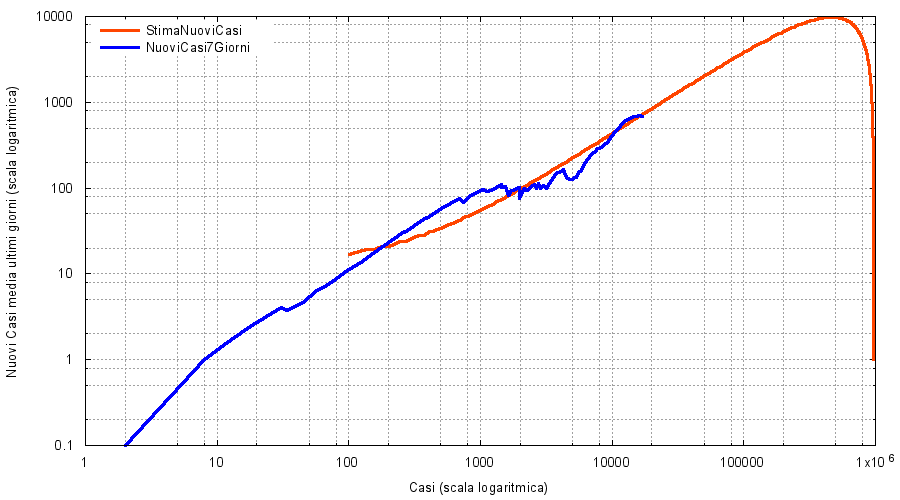 StimaNuoviCasi
NuoviCasi7Giorni
Nuovi Casi media ultimi giorni (scala logaritmica)
10000
1000
100
10
1
0.1
1 10 100 1000 10000 100000 1x10 6
Casi (scala logaritmica)